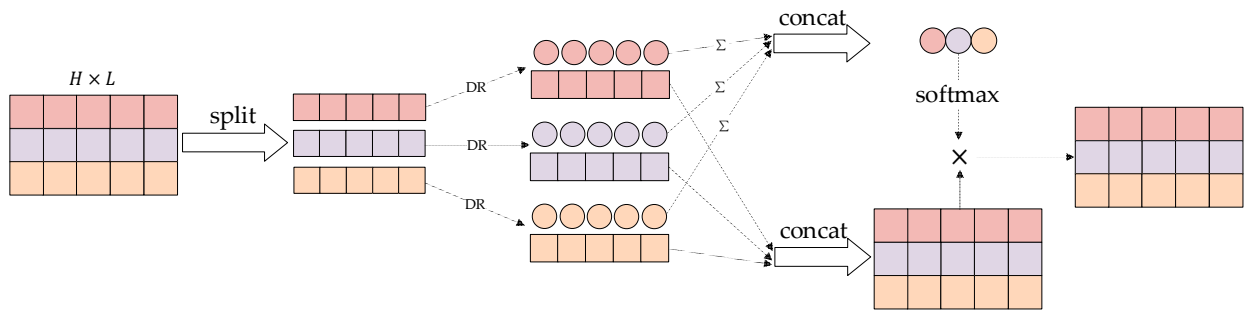 H × L
split
DR
DR
DR
Σ
Σ
Σ
concat
concat
softmax
×